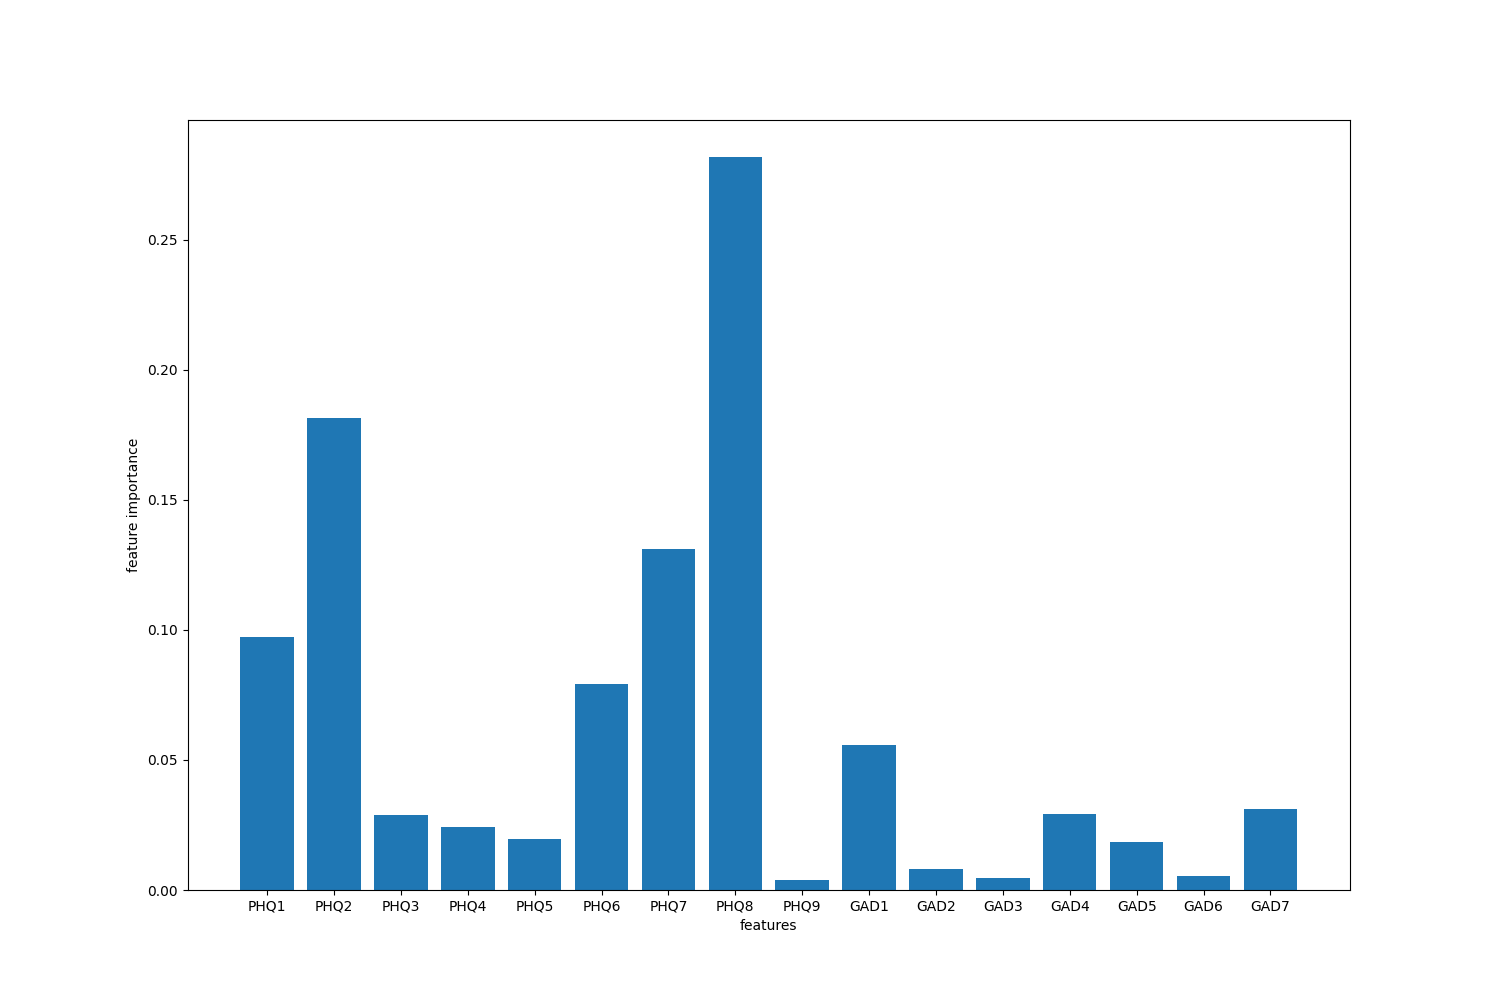 feature importance
0.25
0.20
0.15
0.10
0.05
0.00
PHQ1 PHQ2 PHQ3 PHQ4 PHQ5 PHQ6 PHQ7 PHQ8 PHQ9 GAD1 GAD2 GAD3 GAD4 GAD5 GAD6 GAD7
features